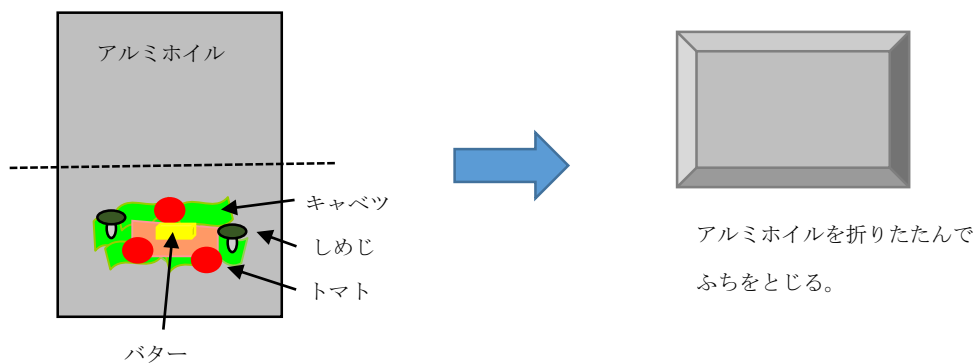 アルミホイル
キャベツ
しめじ
トマト
バター
アルミホイルを折りたたんで
ふちをとじる。